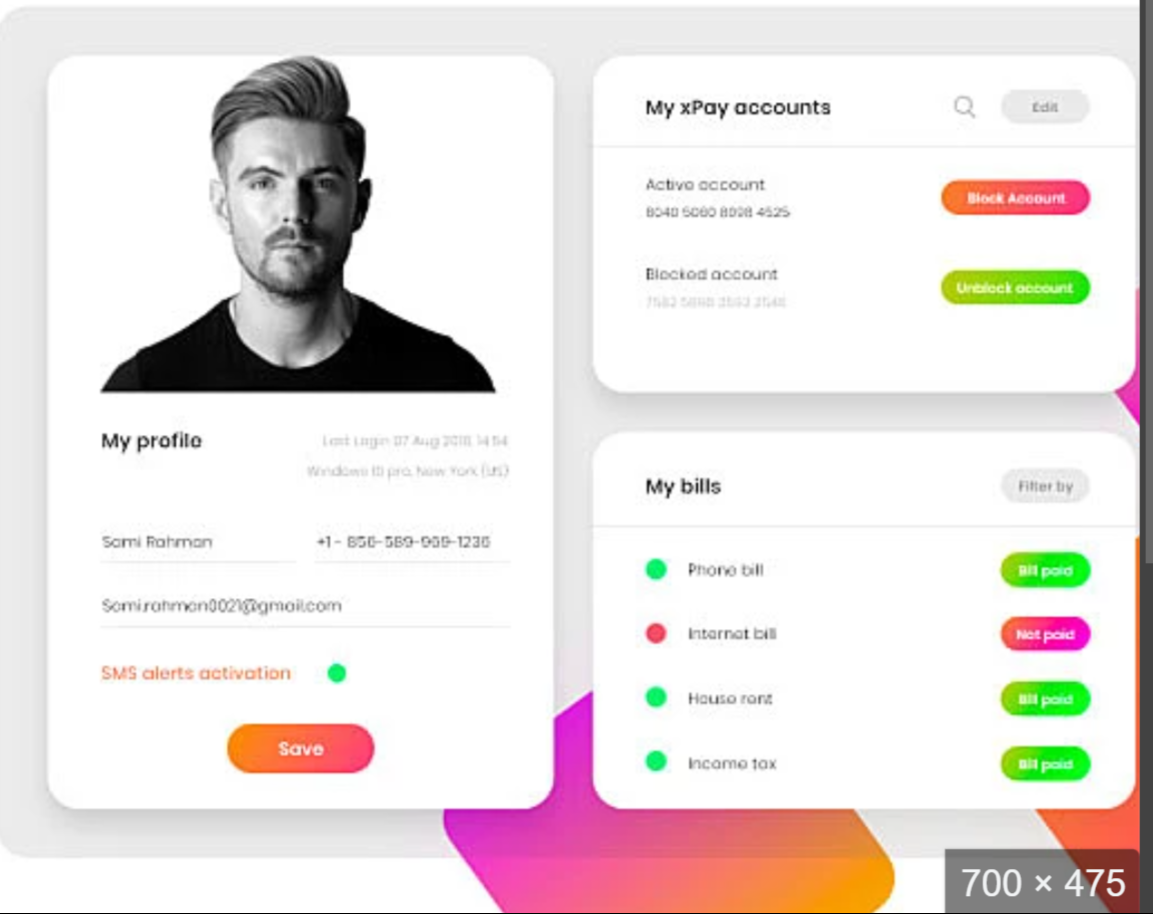 My profile
Last Login 07 Aug 2018, 14:54
Windows 10 pro, New York (US)
Sami Rahman
+1 - 856-589-969-1236
Sami.rahman0021@gmail.com
SMS alerts activation
Save
My xPay accounts
Edit
Active account
8040 5060 8008 4525
Block Account
Blocked account
Unblock account
My bills
Filter by
Phone bill
Bill paid
Internet bill
Not paid
House rent
Bill paid
Income tax
Bill paid
700 × 475